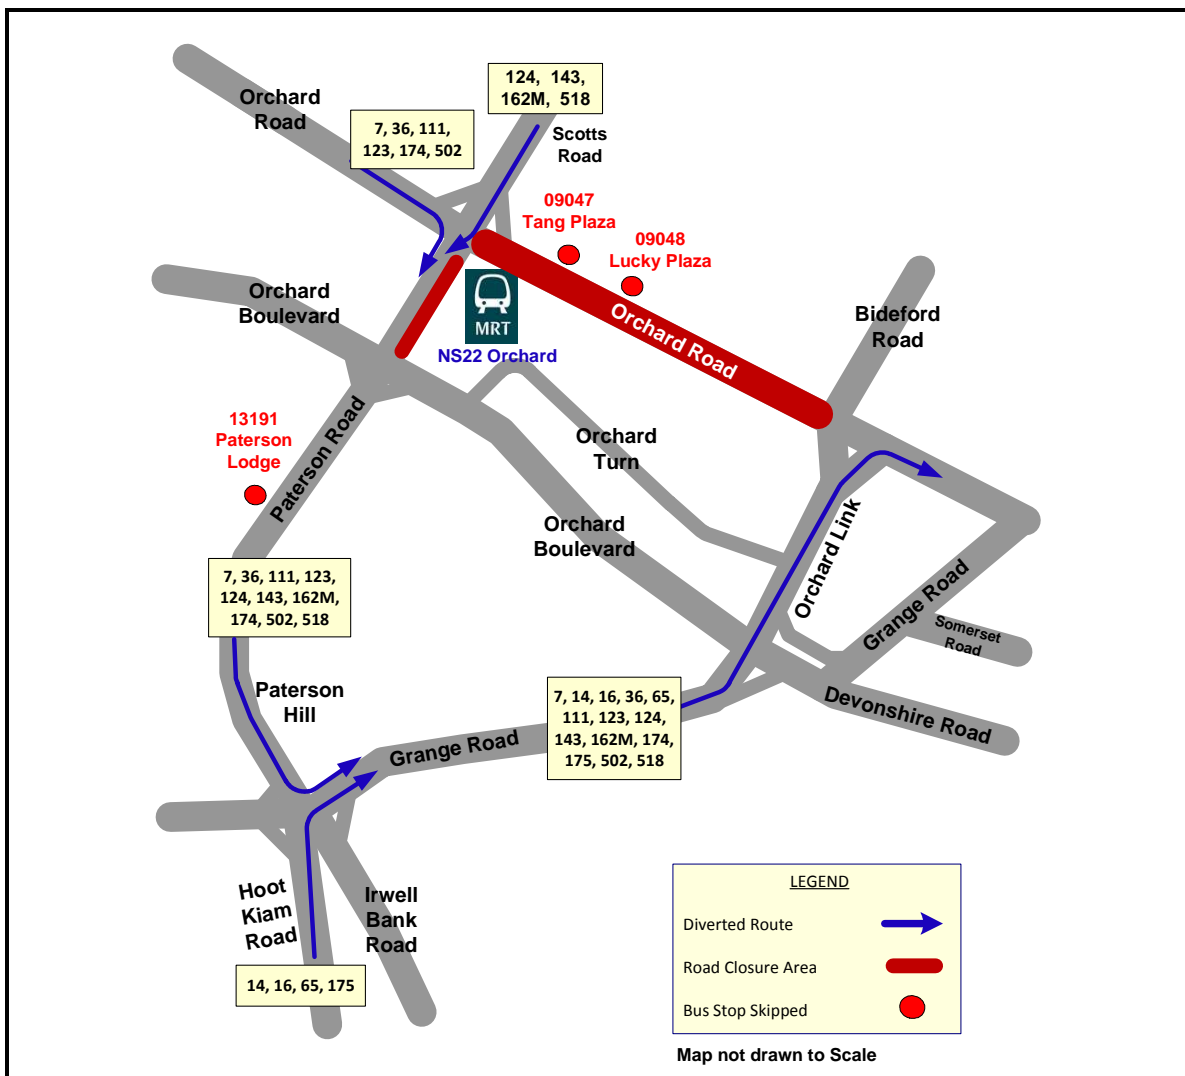 124, 143,
162M, 518
Orchard
Road
7, 36, 111,
123, 174, 502
Scotts
Road
09047
Tang Plaza
09048
Lucky Plaza
Orchard
Boulevard
MRT
NS22 Orchard
Orchard Road
Bideford
Road
13191
Paterson
Lodge
Paterson Road
Orchard
Turn
Orchard
Boulevard
Orchard Link
7, 36, 111, 123,
124, 143, 162M,
174, 502, 518
Grange Road
Somerset
Road
Paterson
Hill
7, 14, 16, 36, 65,
111, 123, 124,
143, 162M, 174,
175, 502, 518
Devonshire Road
Grange Road
Hoot
Kiam
Road
Irwell
Bank
Road
14, 16, 65, 175
LEGEND
Diverted Route
Road Closure Area
Bus Stop Skipped
Map not drawn to Scale